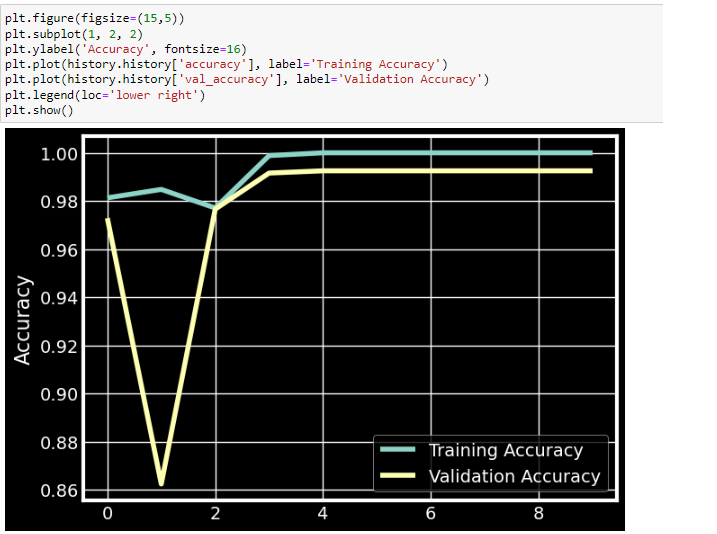 plt.figure(figsize=(15,5))
plt.subplot(1, 2, 2)
plt.ylabel('Accuracy', fontsize=16)
plt.plot(history.history['accuracy'], label='Training Accuracy')
plt.plot(history.history['val_accuracy'], label='Validation Accuracy')
plt.legend(loc='lower right')
plt.show()
1.00
0.98
0.96
0.94
0.92
0.90
0.88
0.86
Accuracy
Training Accuracy
Validation Accuracy
0 2 4 6 8